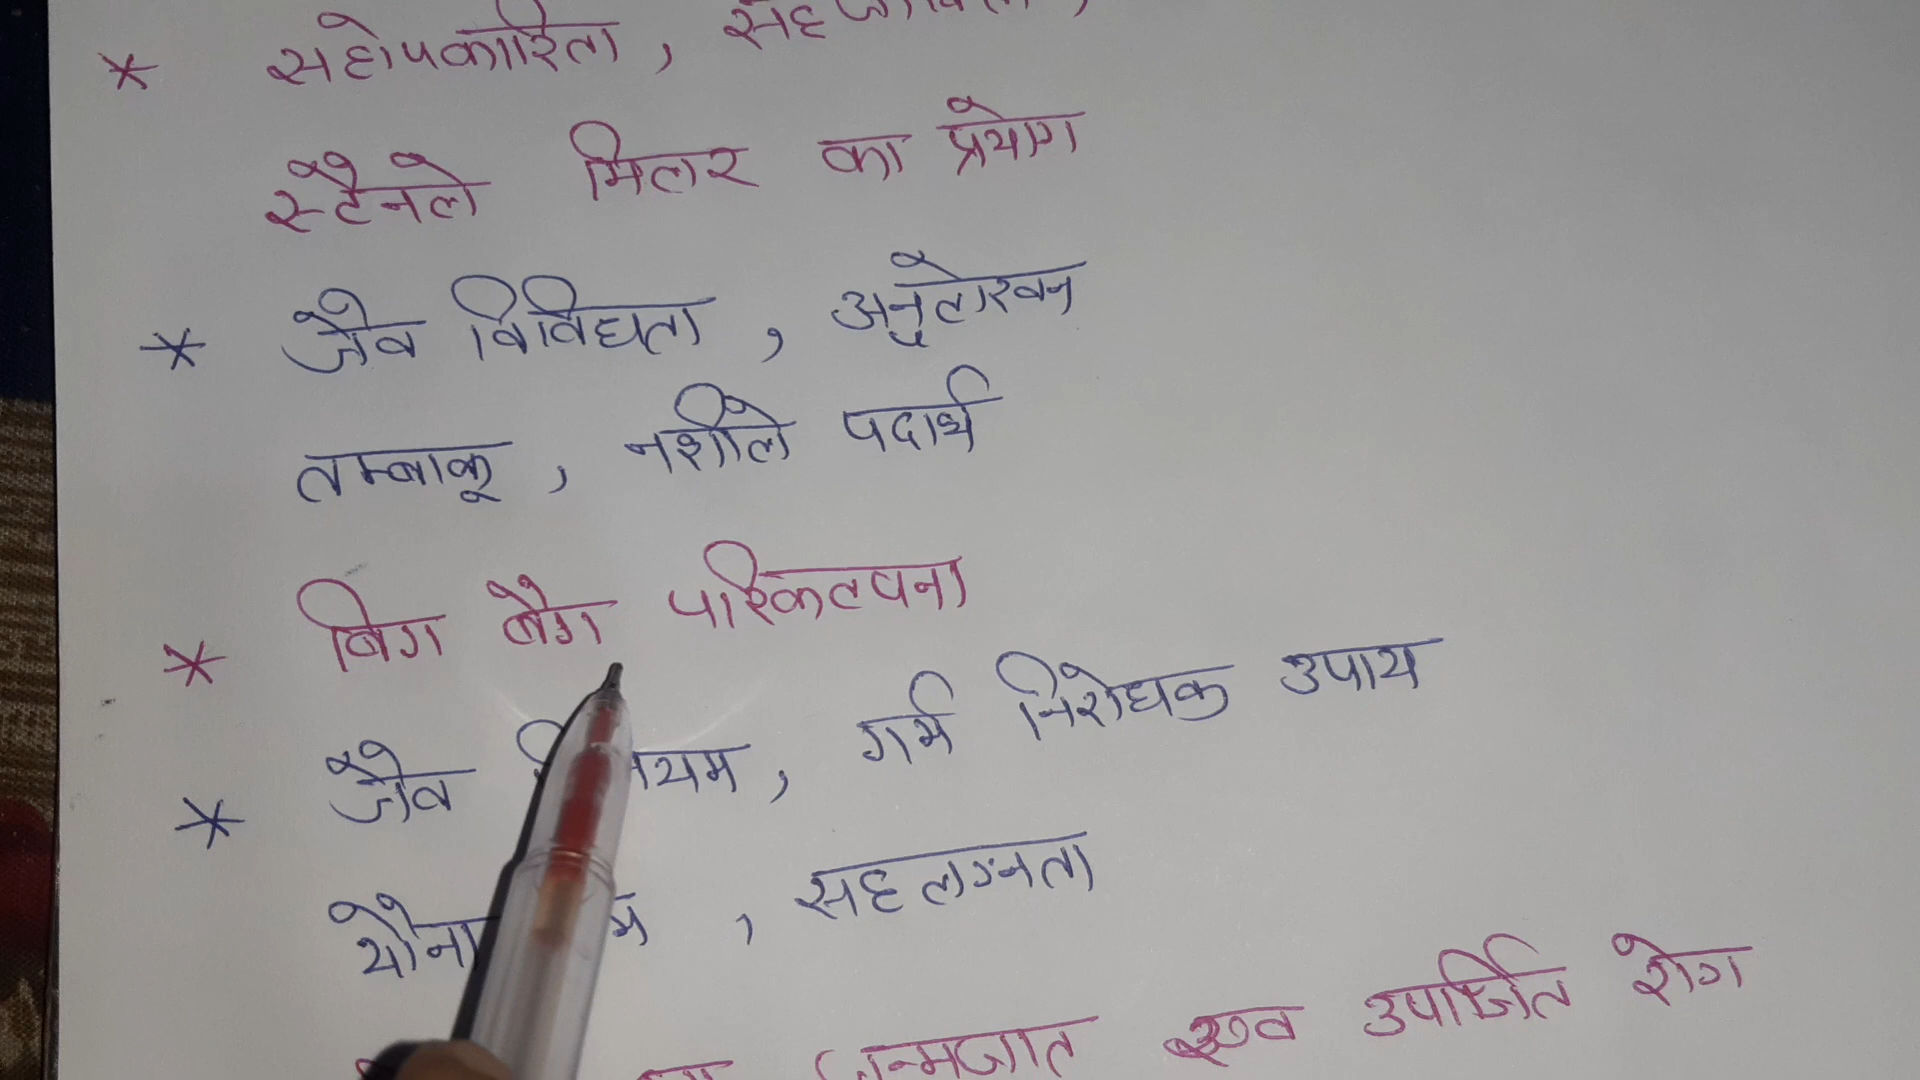 * सहोपकारिता,
स्टैनले मिलर का प्रयोग
* जैव विविधता, अनुलेखन
तम्बाकू, नशीले पदार्थ
* बिग बैग परिकल्पना
* जैव गर्भ निरोधक उपाय
, सहलग्नता
जन्मजात एवं उपार्जित रोग